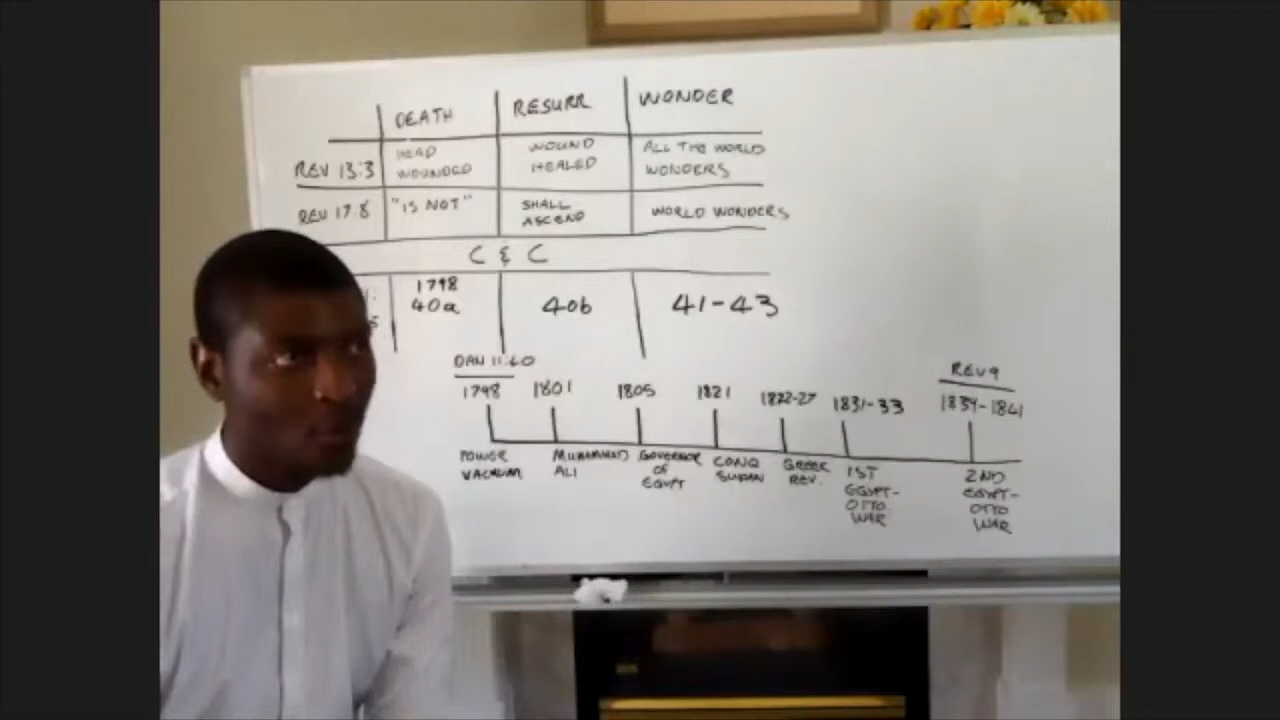 DEATH RESURR WONDER
REV 13:3 HEAD WOUND ALL THE WORLD
WOUNDED HEALED WONDERS
REV 17:8 "IS NOT" SHALL WORLD WONDERS
ASCEND
C & C
1798
40a 40b 41-43
DAN 11:40 REV 9
1798 1801 1805 1821 1822-27 1831-33 1839-1841
POWER MUHAMMAD GOVERNOR CONQ GREEK 1ST 2ND
VACUUM ALI OF SUDAN REV. EGYPT- EGYPT-
EGYPT OTTO OTTO
WAR WAR